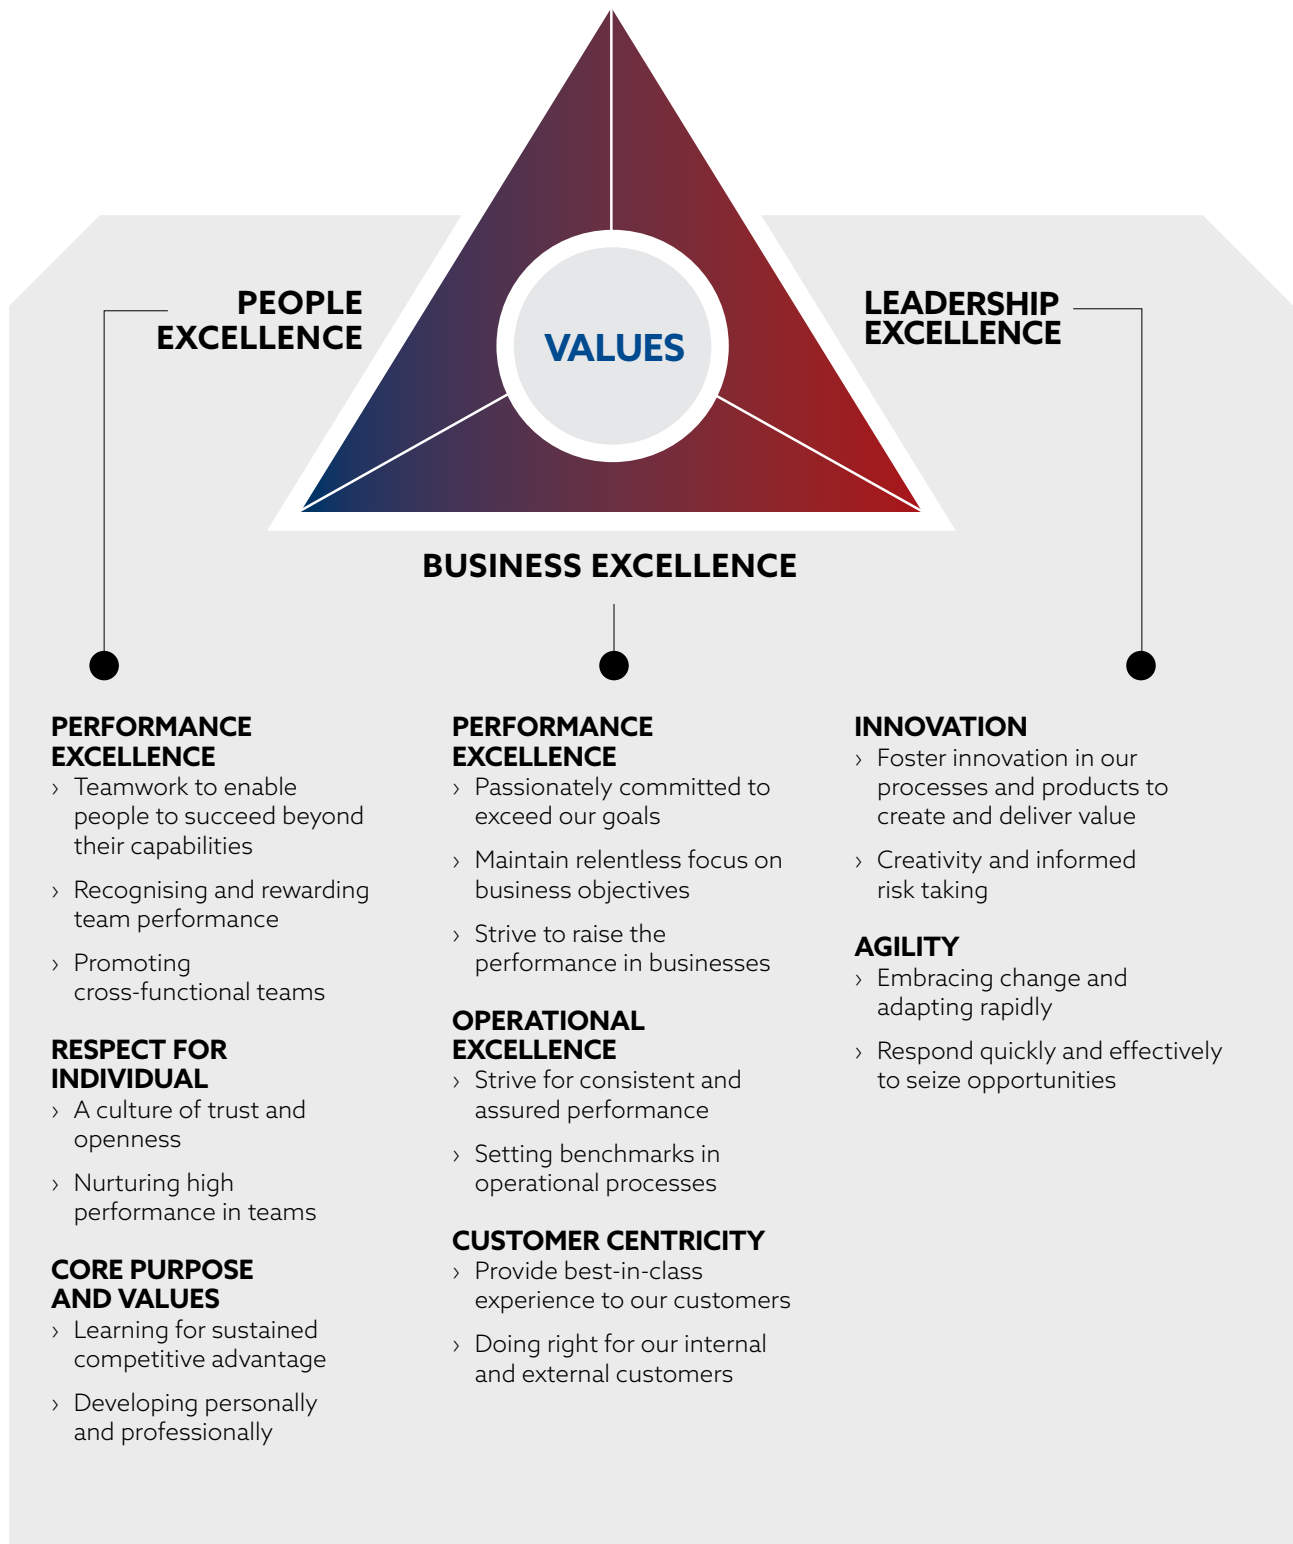 PEOPLE
EXCELLENCE
VALUES
LEADERSHIP
EXCELLENCE
BUSINESS EXCELLENCE
PERFORMANCE
EXCELLENCE
› Teamwork to enable
people to succeed beyond
their capabilities
› Recognising and rewarding
team performance
› Promoting
cross-functional teams
RESPECT FOR
INDIVIDUAL
› A culture of trust and
openness
› Nurturing high
performance in teams
CORE PURPOSE
AND VALUES
› Learning for sustained
competitive advantage
› Developing personally
and professionally
PERFORMANCE
EXCELLENCE
› Passionately committed to
exceed our goals
› Maintain relentless focus on
business objectives
› Strive to raise the
performance in businesses
OPERATIONAL
EXCELLENCE
› Strive for consistent and
assured performance
› Setting benchmarks in
operational processes
CUSTOMER CENTRICITY
› Provide best-in-class
experience to our customers
› Doing right for our internal
and external customers
INNOVATION
› Foster innovation in our
processes and products to
create and deliver value
› Creativity and informed
risk taking
AGILITY
› Embracing change and
adapting rapidly
› Respond quickly and effectively
to seize opportunities